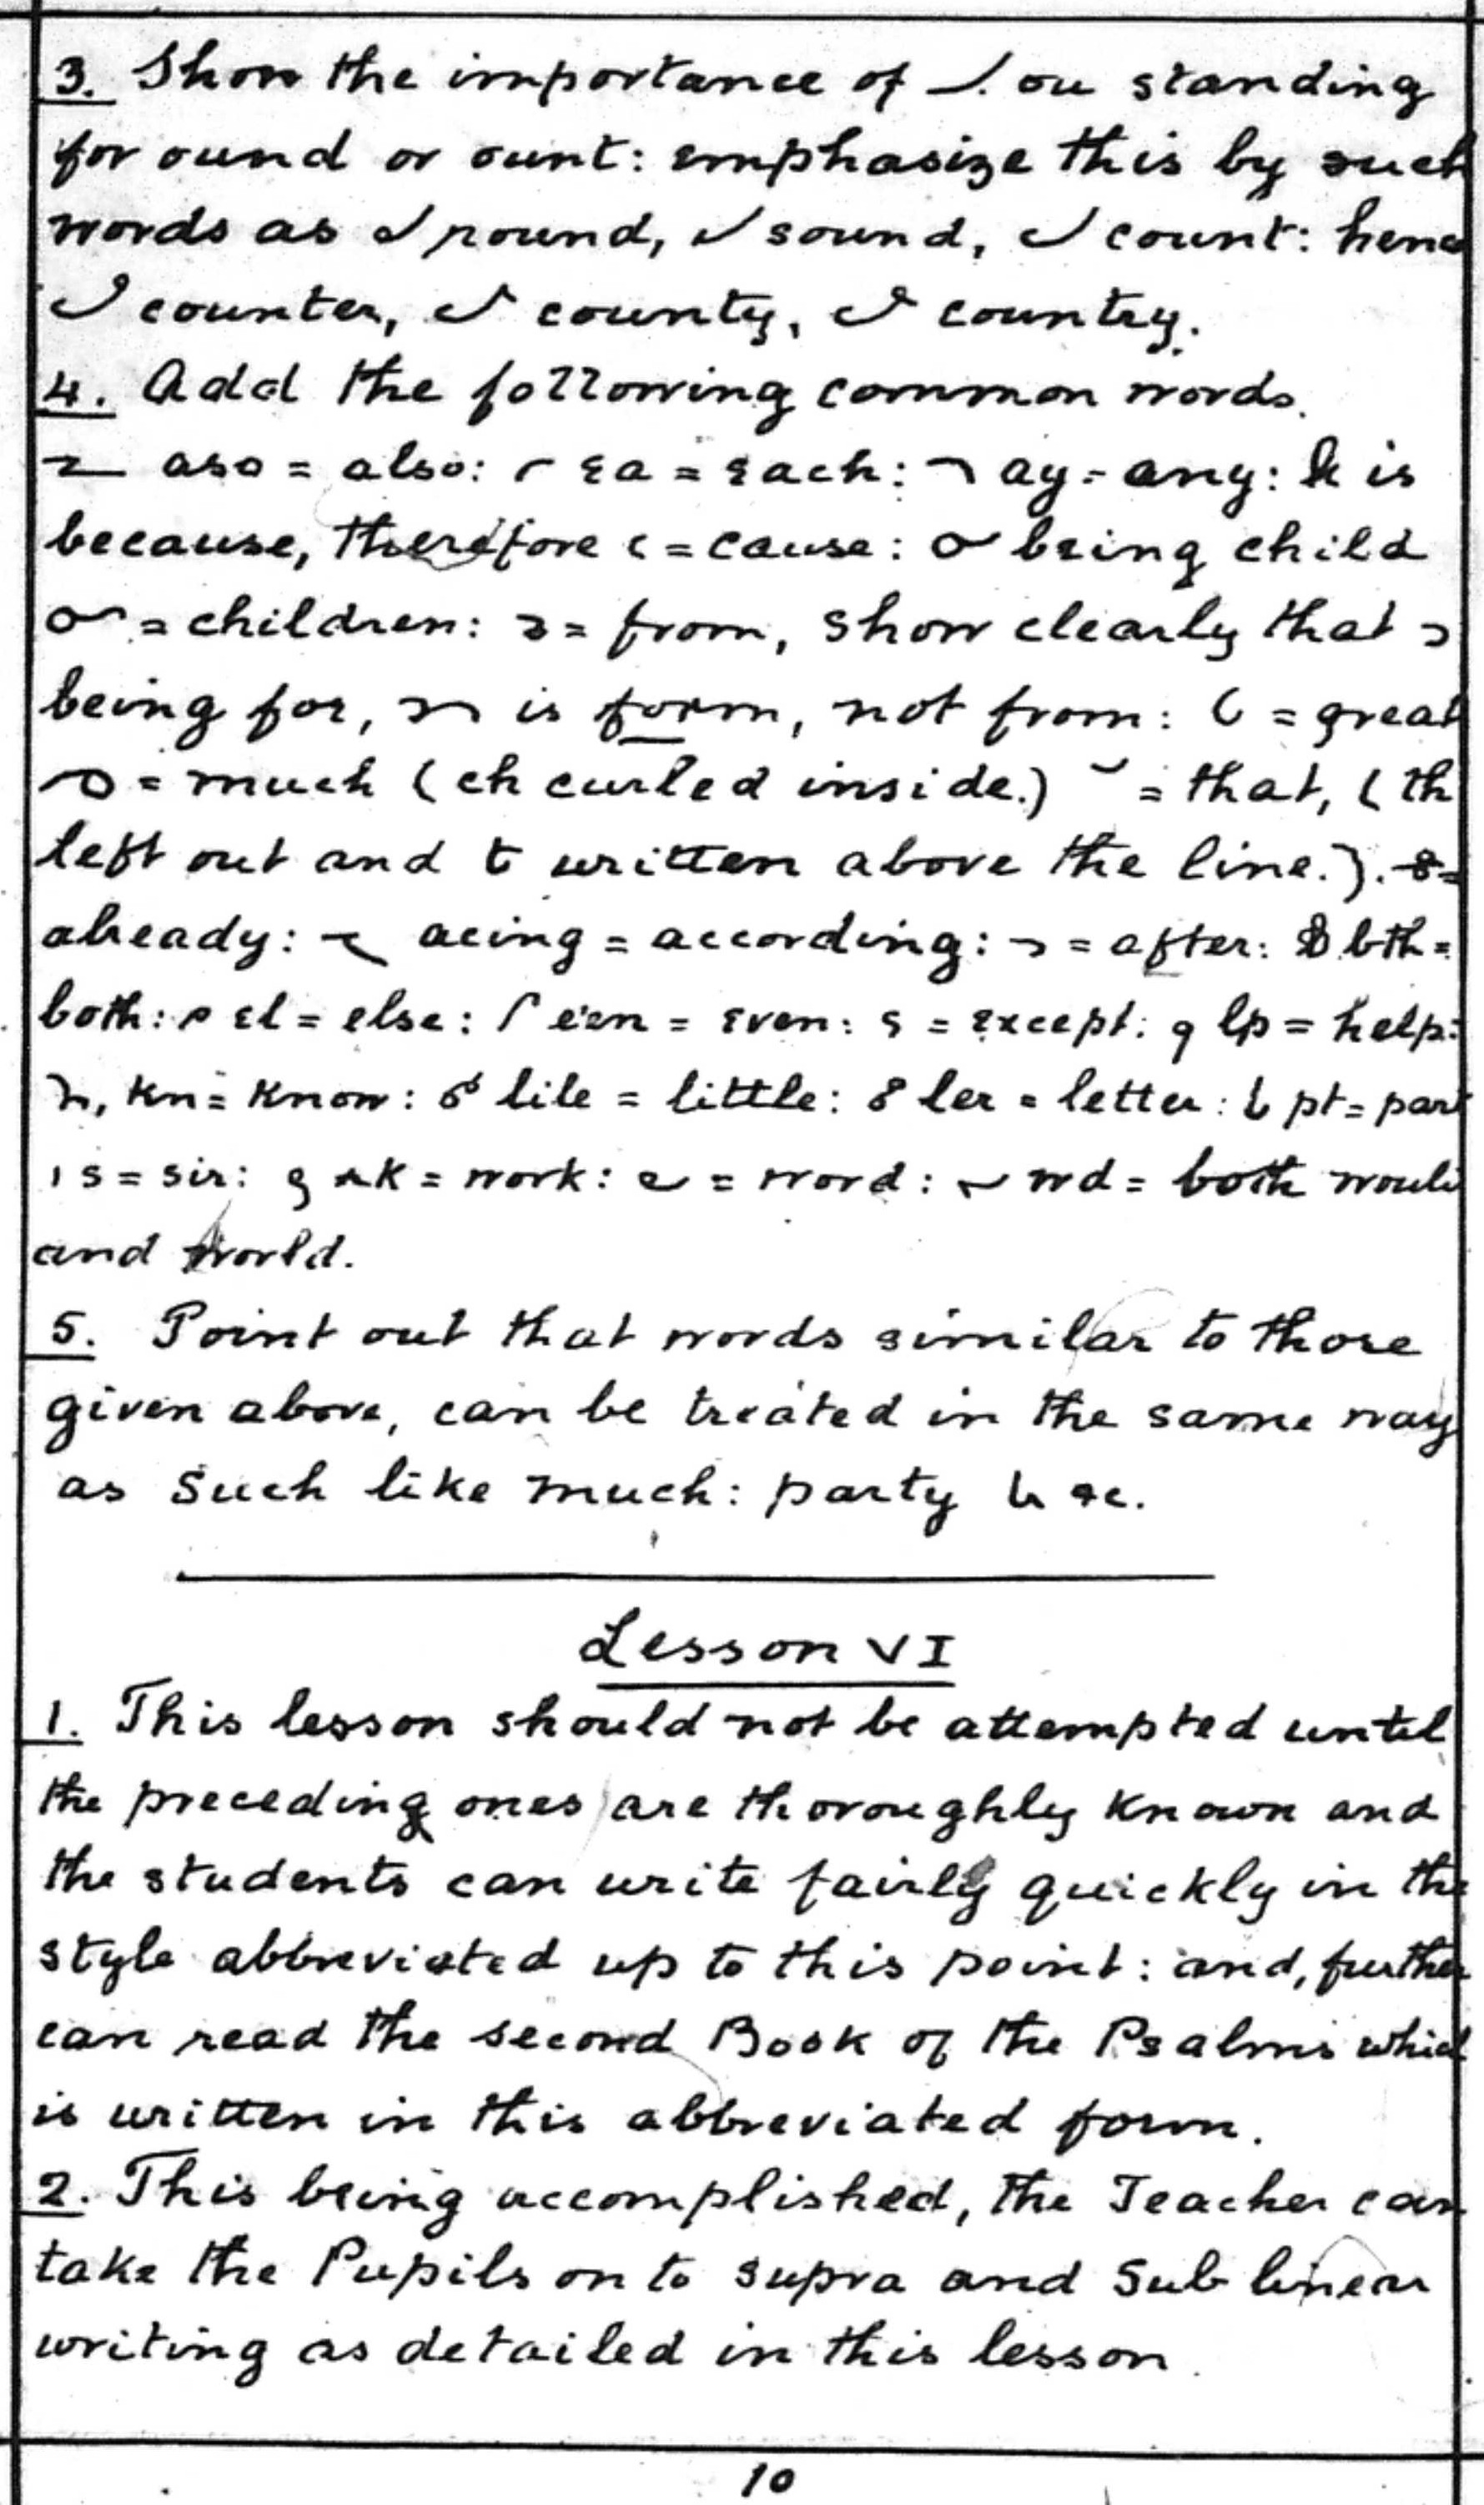 3. Show the importance of ou standing
for ound or ount: emphasize this by such
words as round, sound, count: hence
counter, county, country.
4. Add the following common words.
aso = also: ea = each: ay = any: is
because, therefore c = cause: being child
= children: = from, show clearly that
being for, is form, not from: = great
= much (ch curled inside.) = that, (th
left out and t written above the line.). =
already: acing = according: = after: bth =
both: el = else: e'en = even: = except: lp = help:
kn = know: litle = little: ler = letter: pt = part
s = sir: wk = work: = word: wd = both would
and world.
5. Point out that words similar to those
given above, can be treated in the same way
as such like much: party &c.
Lesson VI
1. This lesson should not be attempted until
the preceding ones are thoroughly known and
the students can write fairly quickly in the
style abbreviated up to this point: and, further
can read the second Book of the Psalms which
is written in this abbreviated form.
2. This being accomplished, the Teacher can
take the Pupils on to supra and sub linear
writing as detailed in this lesson.
10